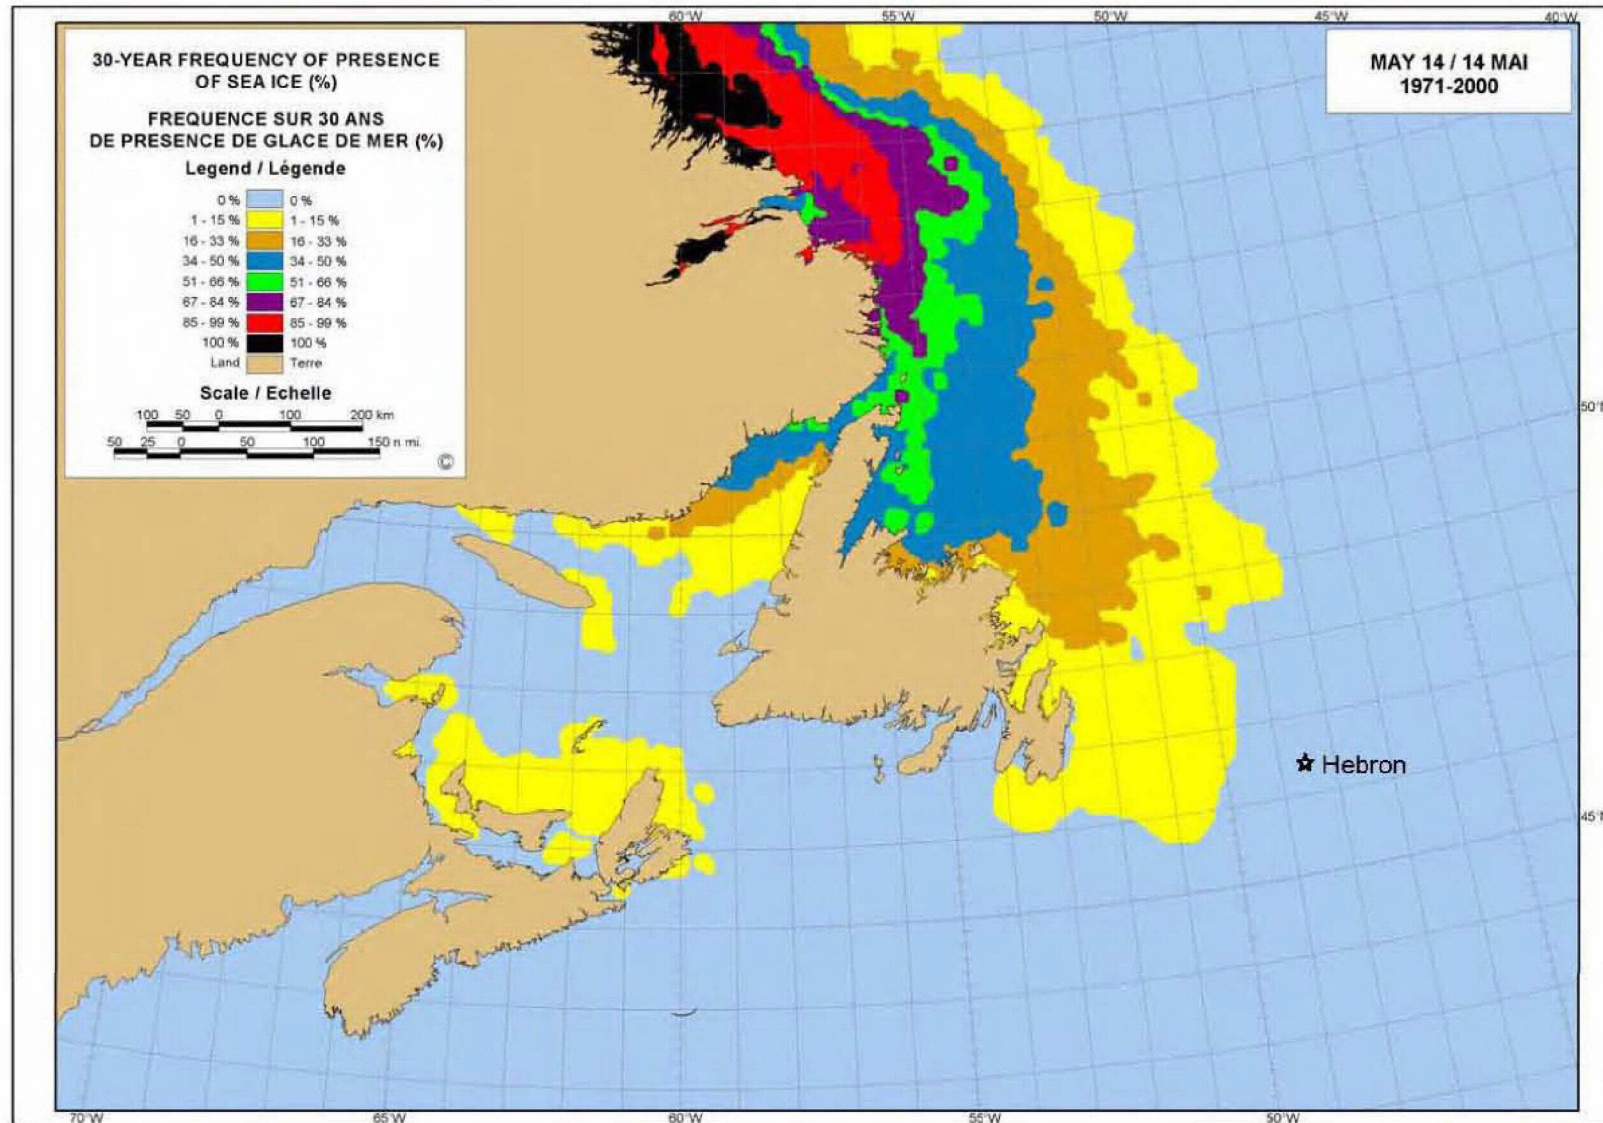 60°W 55°W 50°W 45°W 40°W
30-YEAR FREQUENCY OF PRESENCE
OF SEA ICE (%)
FREQUENCE SUR 30 ANS
DE PRESENCE DE GLACE DE MER (%)
Legend / Légende
0 % 0 %
1 - 15 % 1 - 15 %
16 - 33 % 16 - 33 %
34 - 50 % 34 - 50 %
51 - 66 % 51 - 66 %
67 - 84 % 67 - 84 %
85 - 99 % 85 - 99 %
100 % 100 %
Land Terre
Scale / Echelle
100 50 0 100 200 km
50 25 0 50 100 150 n mi.
©
MAY 14 / 14 MAI
1971-2000
50°N
Hebron
45°N
70°W 65°W 60°W 55°W 50°W